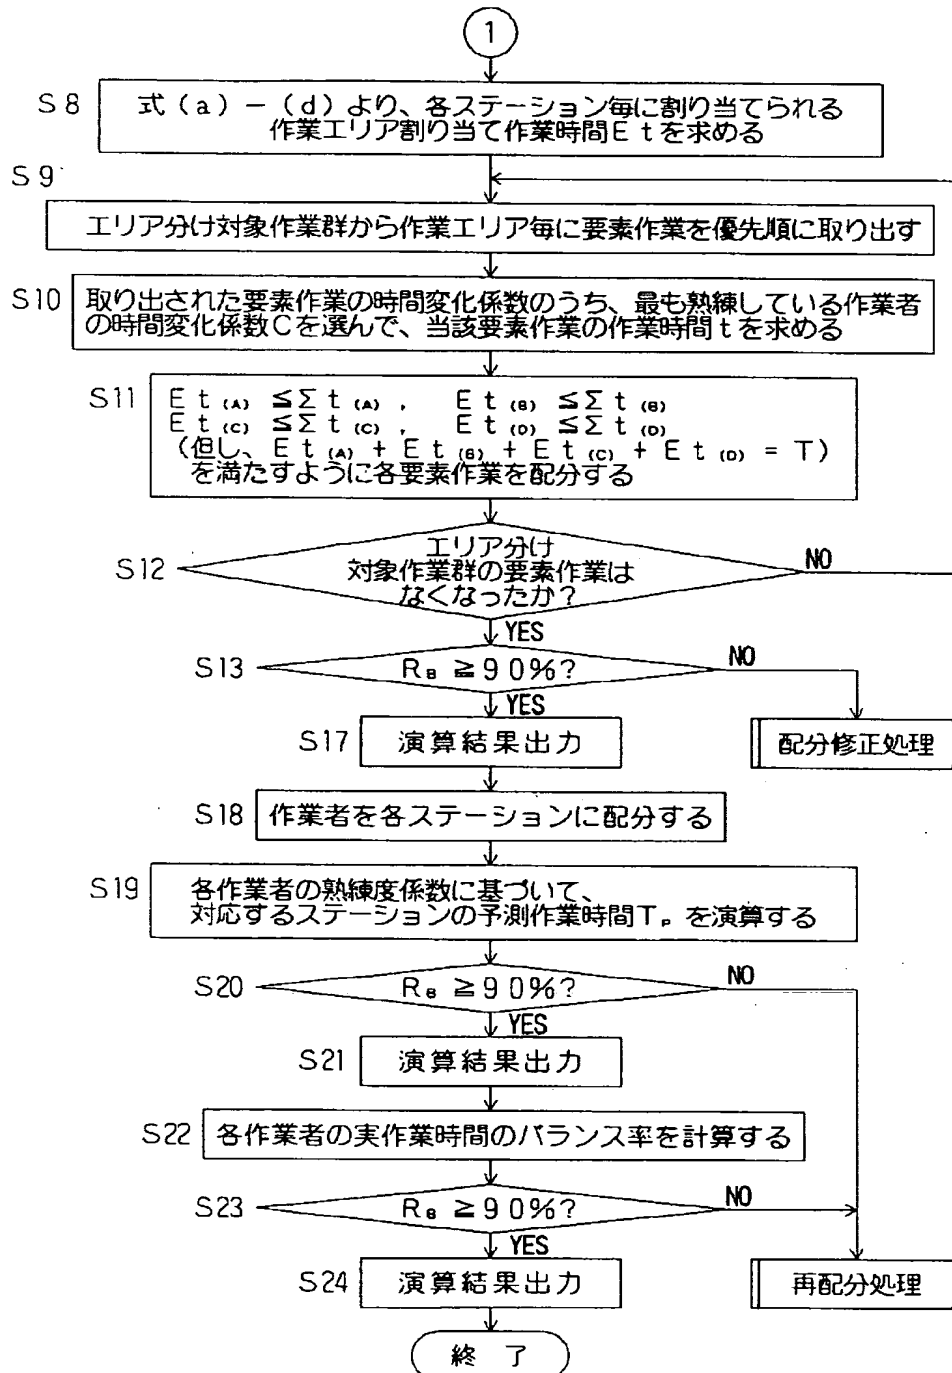 1
S8
式(a)-(d)より、各ステーション毎に割り当てられる
作業エリア割り当て作業時間Etを求める
S9
エリア分け対象作業群から作業エリア毎に要素作業を優先順に取り出す
S10
取り出された要素作業の時間変化係数のうち、最も熟練している作業者
の時間変化係数Cを選んで、当該要素作業の作業時間tを求める
S11
Et(A) ≦Σt(A), Et(B) ≦Σt(B)
Et(C) ≦Σt(C), Et(D) ≦Σt(D)
(但し、Et(A)+Et(B)+Et(C)+Et(D)=T)
を満たすように各要素作業を配分する
S12
エリア分け
対象作業群の要素作業は
なくなったか?
NO
YES
S13
RB≧90%?
NO
YES
S17
演算結果出力
配分修正処理
S18
作業者を各ステーションに配分する
S19
各作業者の熟練度係数に基づいて、
対応するステーションの予測作業時間TPを演算する
S20
RB≧90%?
NO
YES
S21
演算結果出力
S22
各作業者の実作業時間のバランス率を計算する
S23
RB≧90%?
NO
YES
S24
演算結果出力
再配分処理
終了